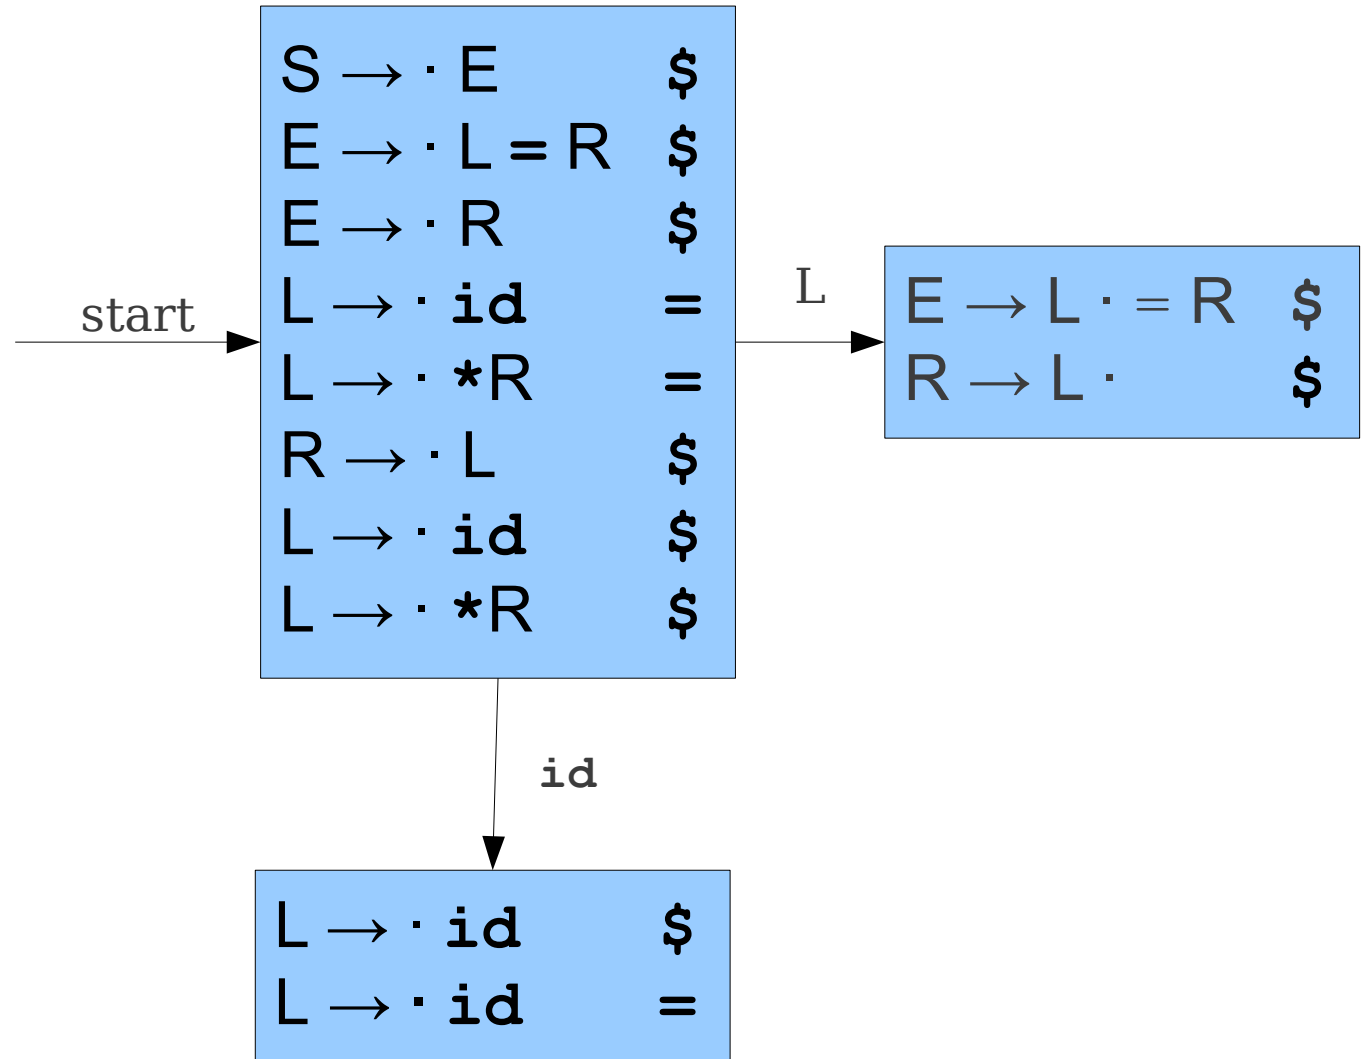 S → · E $
E → · L = R $
E → · R $
L → · id =
L → · *R =
R → · L $
L → · id $
L → · *R $
start
L
E → L · = R $
R → L · $
id
L → · id $
L → · id =